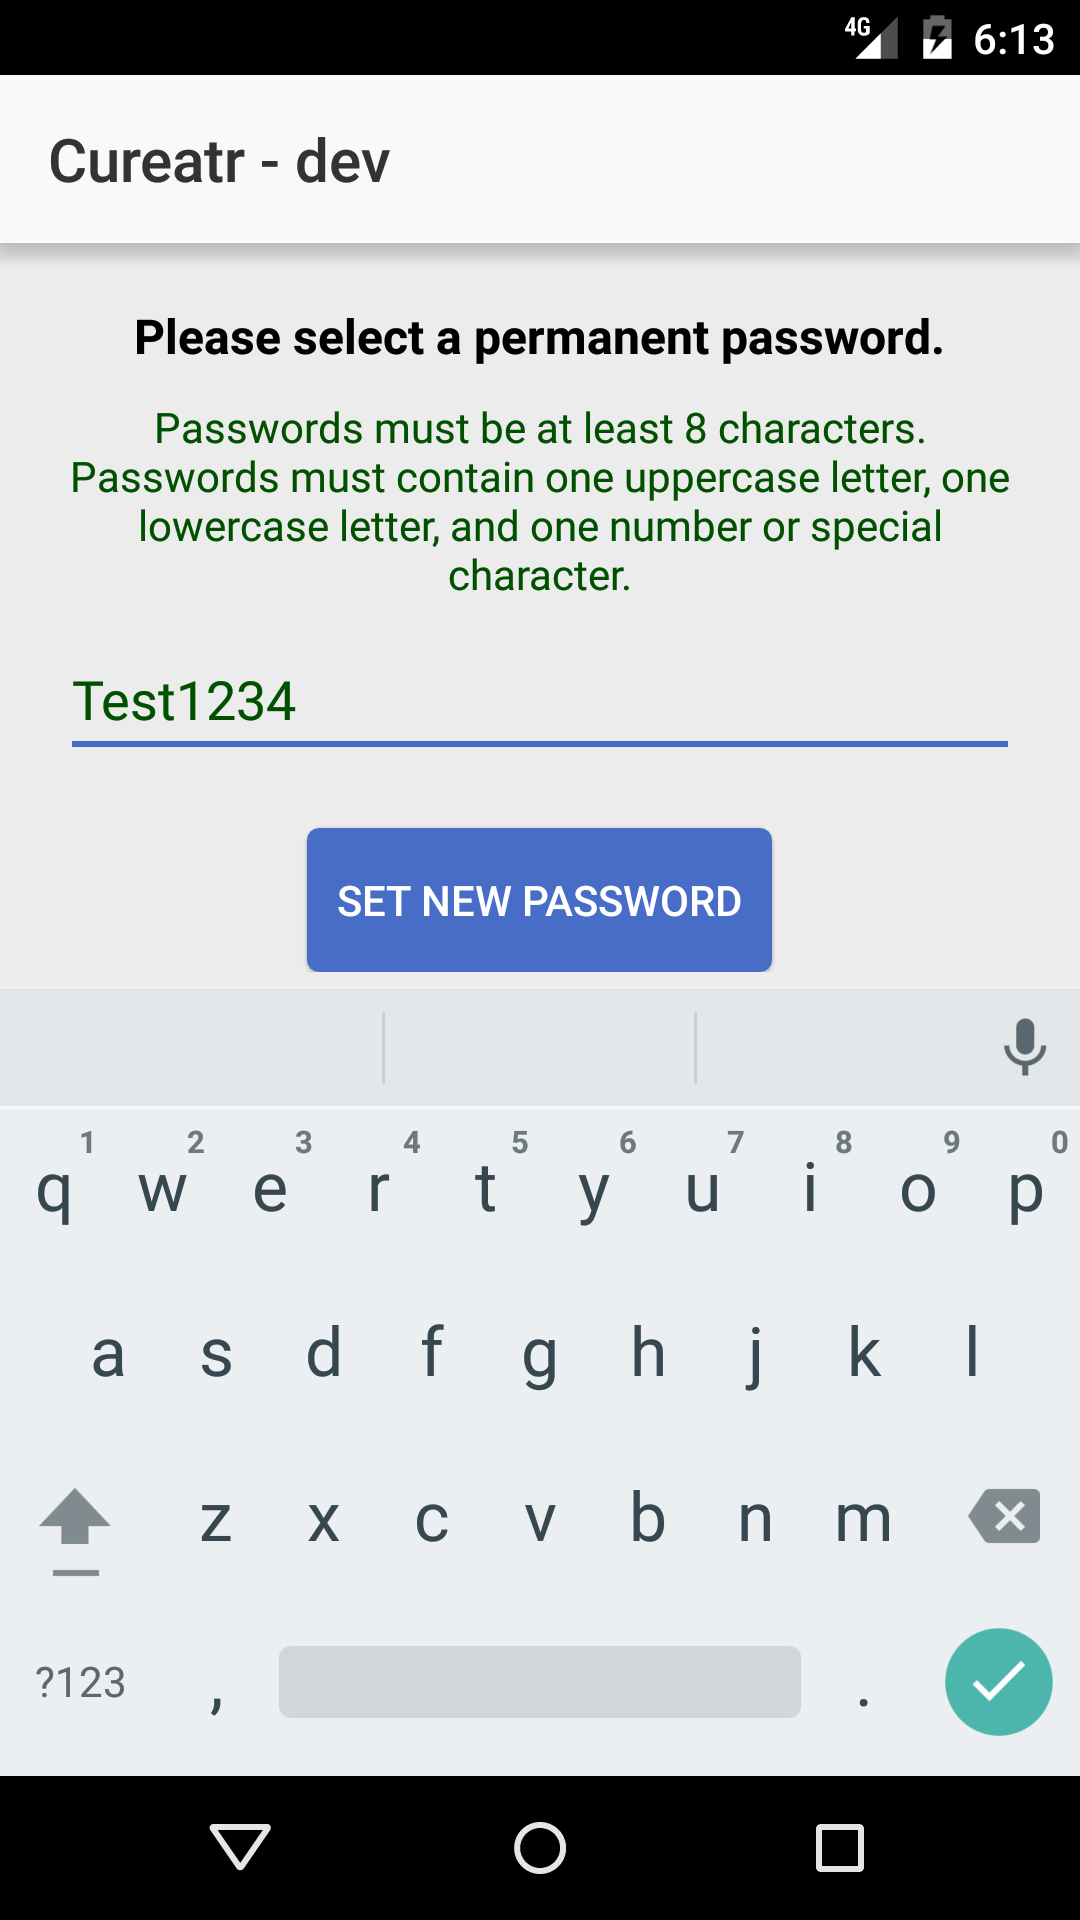 4G 6:13
Cureatr - dev
Please select a permanent password.
Passwords must be at least 8 characters.
Passwords must contain one uppercase letter, one
lowercase letter, and one number or special
character.
Test1234
SET NEW PASSWORD
1 2 3 4 5 6 7 8 9 0
q w e r t y u i o p
a s d f g h j k l
z x c v b n m
?123 , .